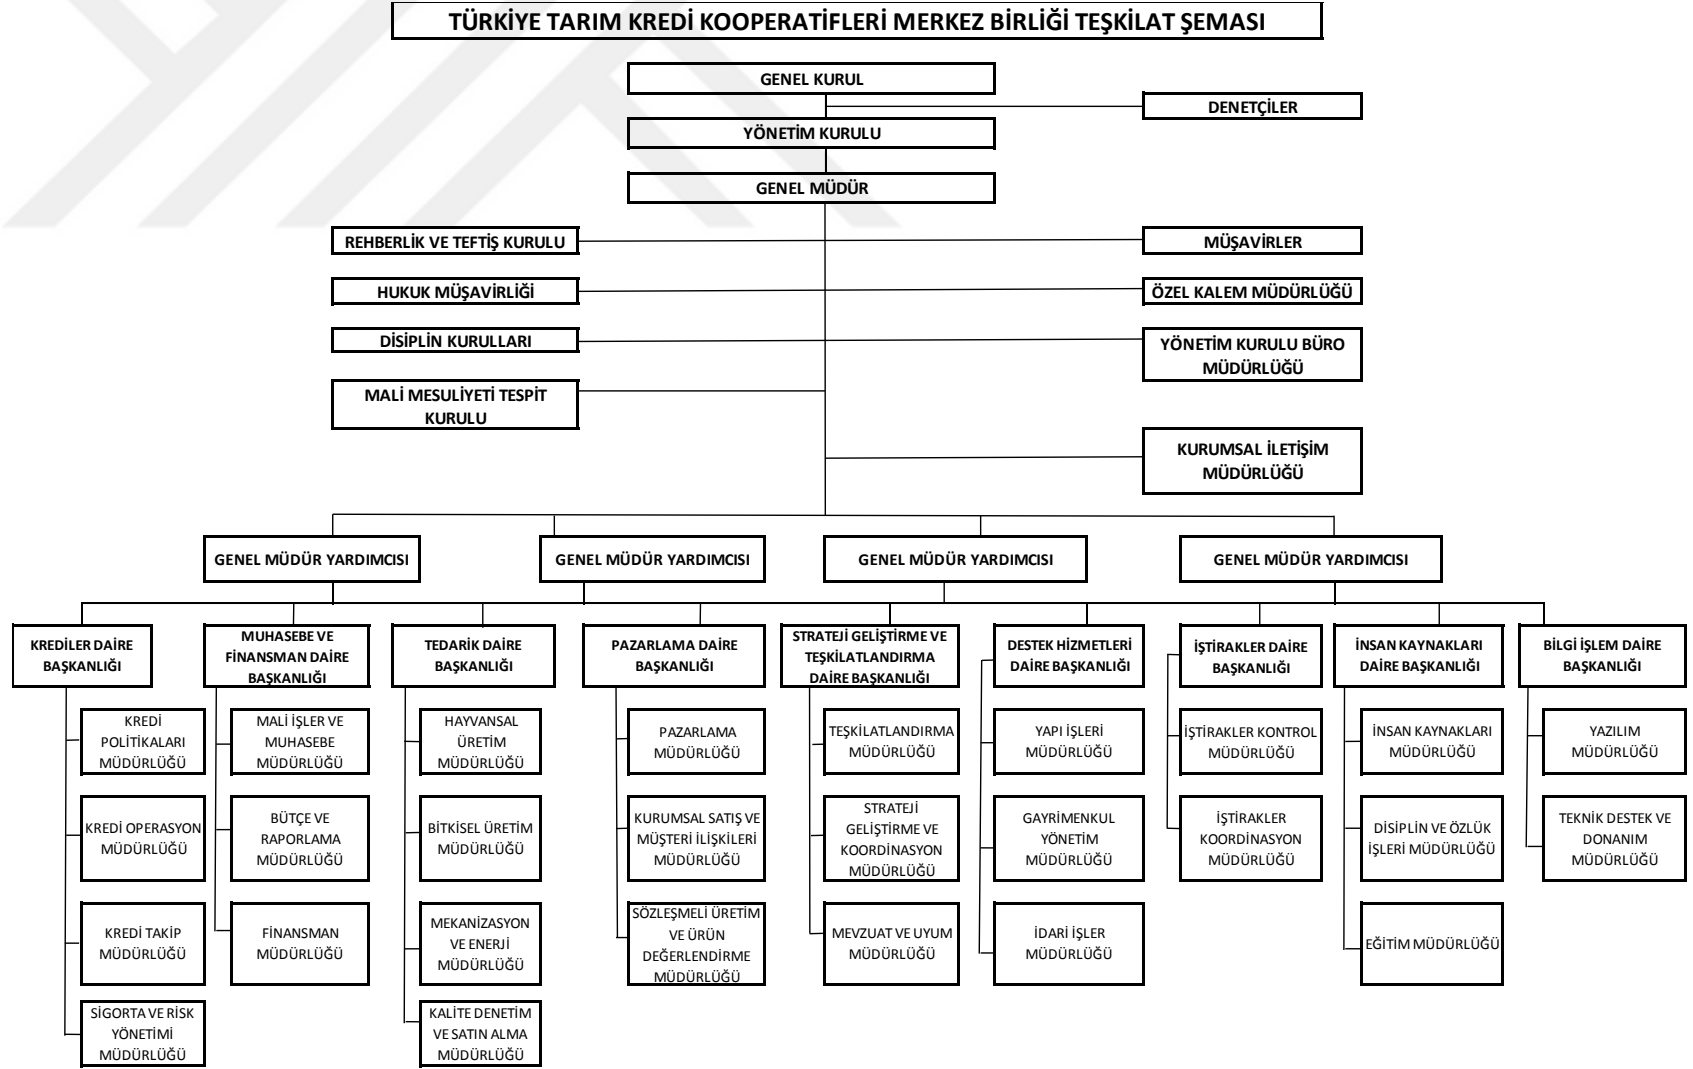 TÜRKİYE TARIM KREDİ KOOPERATİFLERİ MERKEZ BİRLİĞİ TEŞKİLAT ŞEMASI
GENEL KURUL
DENETÇİLER
YÖNETİM KURULU
GENEL MÜDÜR
REHBERLİK VE TEFTİŞ KURULU
MÜŞAVİRLER
HUKUK MÜŞAVİRLİĞİ
ÖZEL KALEM MÜDÜRLÜĞÜ
DİSİPLİN KURULLARI
YÖNETİM KURULU BÜRO
MÜDÜRLÜĞÜ
MALİ MESULİYETİ TESPİT
KURULU
KURUMSAL İLETİŞİM
MÜDÜRLÜĞÜ
GENEL MÜDÜR YARDIMCISI
GENEL MÜDÜR YARDIMCISI
GENEL MÜDÜR YARDIMCISI
GENEL MÜDÜR YARDIMCISI
KREDİLER DAİRE
BAŞKANLIĞI
MUHASEBE VE
FİNANSMAN DAİRE
BAŞKANLIĞI
TEDARİK DAİRE
BAŞKANLIĞI
PAZARLAMA DAİRE
BAŞKANLIĞI
STRATEJİ GELİŞTİRME VE
TEŞKİLATLANDIRMA
DAİRE BAŞKANLIĞI
DESTEK HİZMETLERİ
DAİRE BAŞKANLIĞI
İŞTİRAKLER DAİRE
BAŞKANLIĞI
İNSAN KAYNAKLARI
DAİRE BAŞKANLIĞI
BİLGİ İŞLEM DAİRE
BAŞKANLIĞI
KREDİ
POLİTİKALARI
MÜDÜRLÜĞÜ
MALİ İŞLER VE
MUHASEBE
MÜDÜRLÜĞÜ
HAYVANSAL
ÜRETİM
MÜDÜRLÜĞÜ
PAZARLAMA
MÜDÜRLÜĞÜ
TEŞKİLATLANDIRMA
MÜDÜRLÜĞÜ
YAPI İŞLERİ
MÜDÜRLÜĞÜ
İŞTİRAKLER KONTROL
MÜDÜRLÜĞÜ
İNSAN KAYNAKLARI
MÜDÜRLÜĞÜ
YAZILIM
MÜDÜRLÜĞÜ
KREDİ OPERASYON
MÜDÜRLÜĞÜ
BÜTÇE VE
RAPORLAMA
MÜDÜRLÜĞÜ
BİTKİSEL ÜRETİM
MÜDÜRLÜĞÜ
KURUMSAL SATIŞ VE
MÜŞTERİ İLİŞKİLERİ
MÜDÜRLÜĞÜ
STRATEJİ
GELİŞTİRME VE
KOORDİNASYON
MÜDÜRLÜĞÜ
GAYRİMENKUL
YÖNETİM
MÜDÜRLÜĞÜ
İŞTİRAKLER
KOORDİNASYON
MÜDÜRLÜĞÜ
DİSİPLİN VE ÖZLÜK
İŞLERİ MÜDÜRLÜĞÜ
TEKNİK DESTEK VE
DONANIM
MÜDÜRLÜĞÜ
KREDİ TAKİP
MÜDÜRLÜĞÜ
FİNANSMAN
MÜDÜRLÜĞÜ
MEKANİZASYON
VE ENERJİ
MÜDÜRLÜĞÜ
SÖZLEŞMELİ ÜRETİM
VE ÜRÜN
DEĞERLENDİRME
MÜDÜRLÜĞÜ
MEVZUAT VE UYUM
MÜDÜRLÜĞÜ
İDARİ İŞLER
MÜDÜRLÜĞÜ
EĞİTİM MÜDÜRLÜĞÜ
SİGORTA VE RİSK
YÖNETİMİ
MÜDÜRLÜĞÜ
KALİTE DENETİM
VE SATIN ALMA
MÜDÜRLÜĞÜ